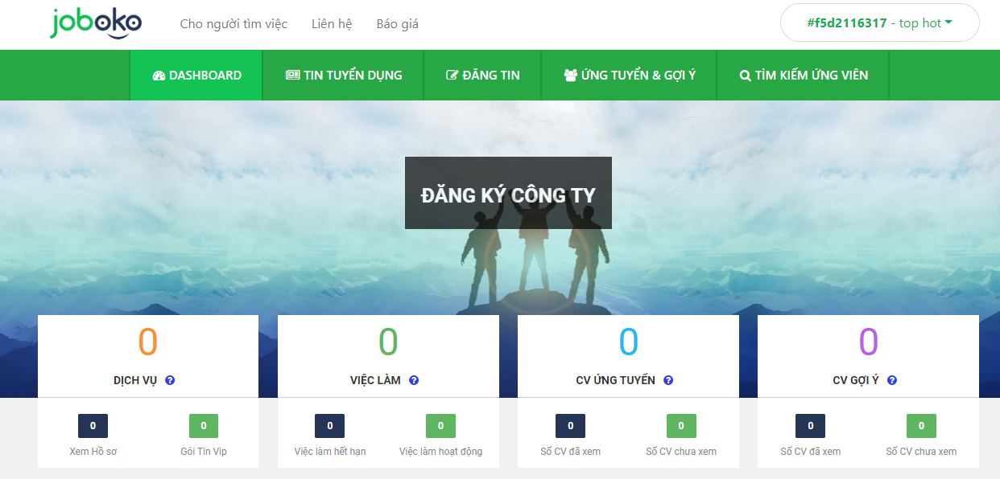 joboko
Cho người tìm việc
Liên hệ
Báo giá
#f5d2116317 - top hot
DASHBOARD
TIN TUYỂN DỤNG
ĐĂNG TIN
ỨNG TUYỂN & GỢI Ý
TÌM KIẾM ỨNG VIÊN
ĐĂNG KÝ CÔNG TY
0
DỊCH VỤ ?
0
Xem Hồ sơ
0
Gói Tin Vip
0
VIỆC LÀM ?
0
Việc làm hết hạn
0
Việc làm hoạt động
0
CV ỨNG TUYỂN ?
0
Số CV đã xem
0
Số CV chưa xem
0
CV GỢI Ý ?
0
Số CV đã xem
0
Số CV chưa xem